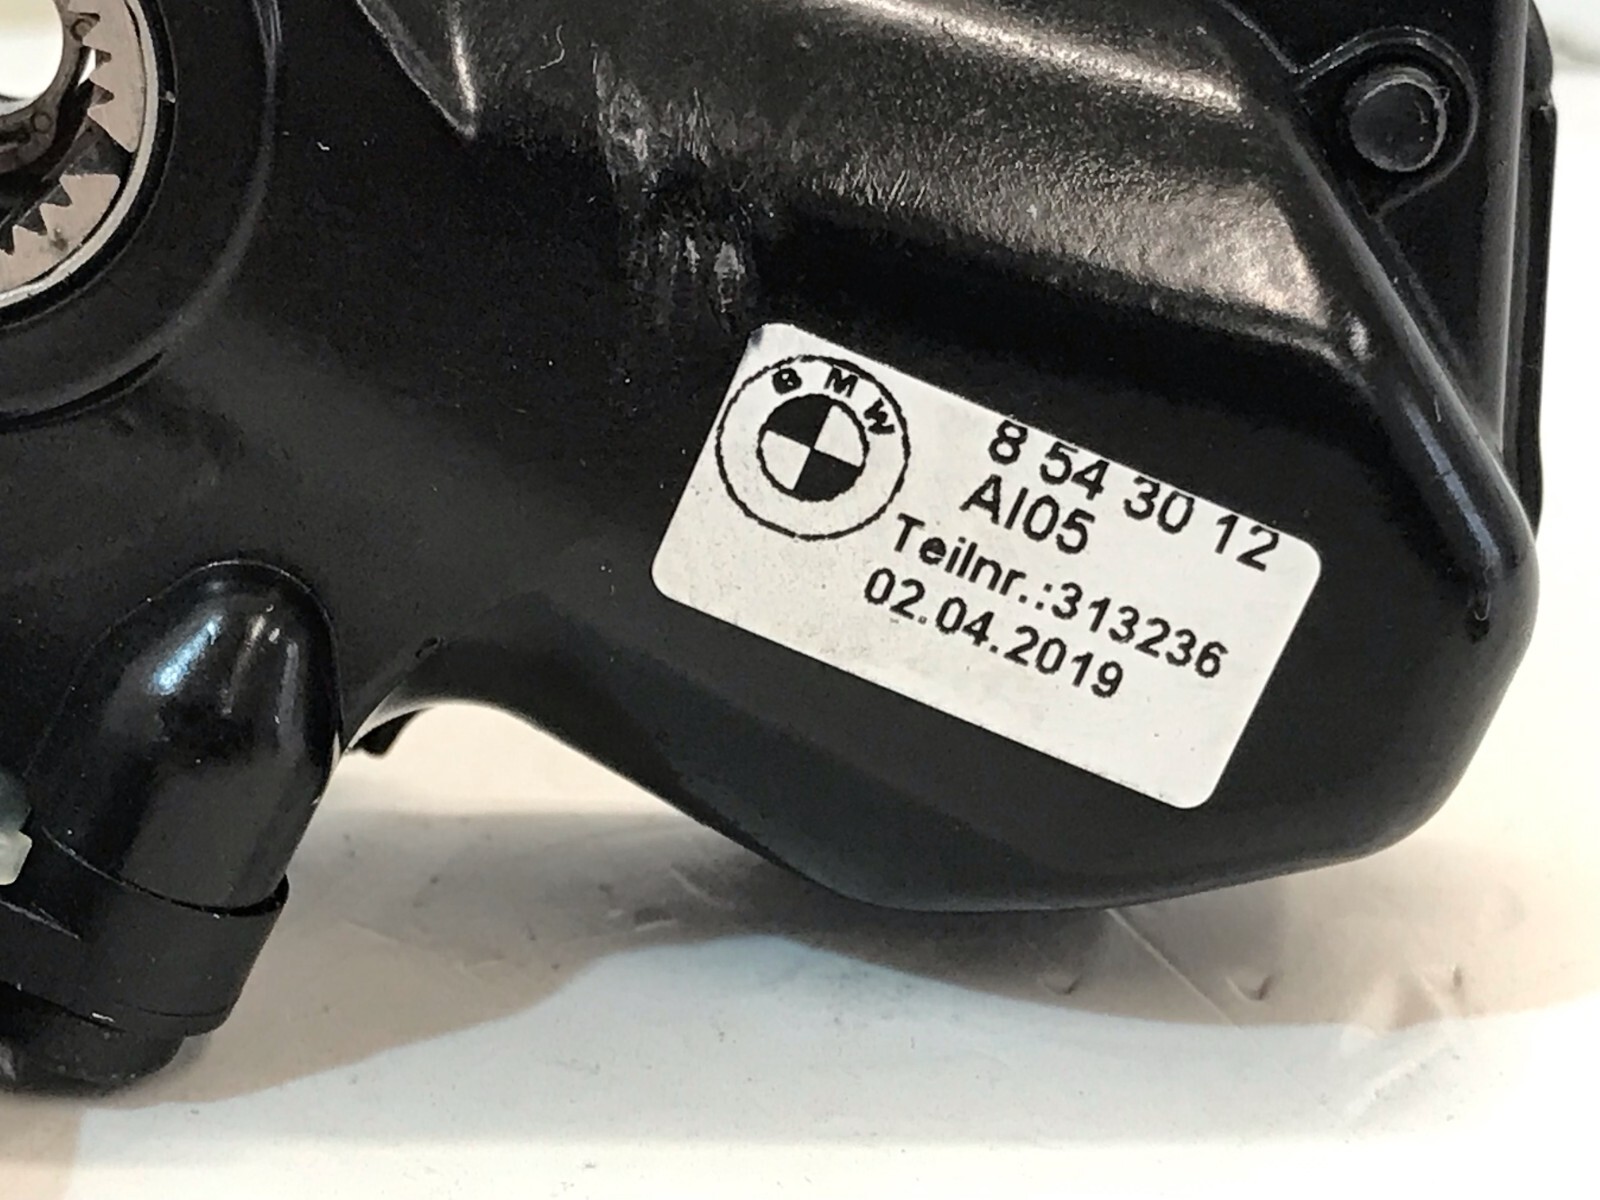 BMW
8 54 30 12
AI05
Teilnr.:313236
02.04.2019